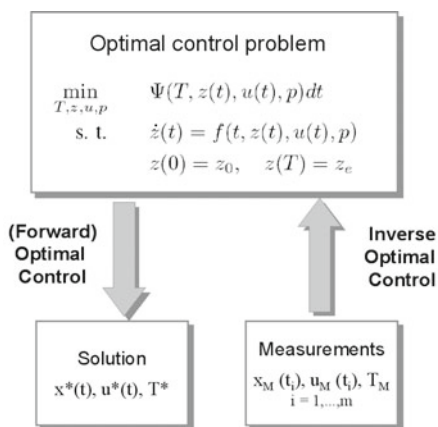 Optimal control problem
min Ψ(T, z(t), u(t), p)dt
T,z,u,p
s. t. ż(t) = f(t, z(t), u(t), p)
z(0) = z₀, z(T) = zₑ
(Forward)
Optimal
Control
Inverse
Optimal
Control
Solution
x*(t), u*(t), T*
Measurements
x_M (t_i), u_M (t_i), T_M
i = 1,...,m